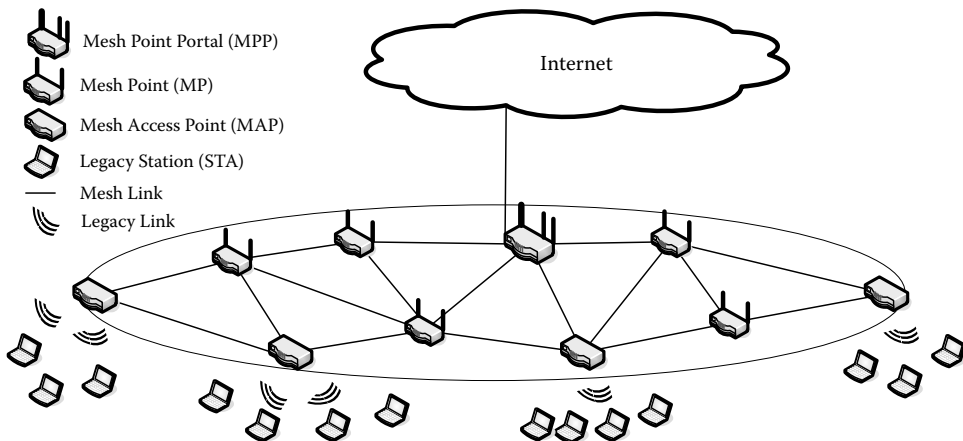 Mesh Point Portal (MPP)
Mesh Point (MP)
Mesh Access Point (MAP)
Legacy Station (STA)
Mesh Link
Legacy Link
Internet